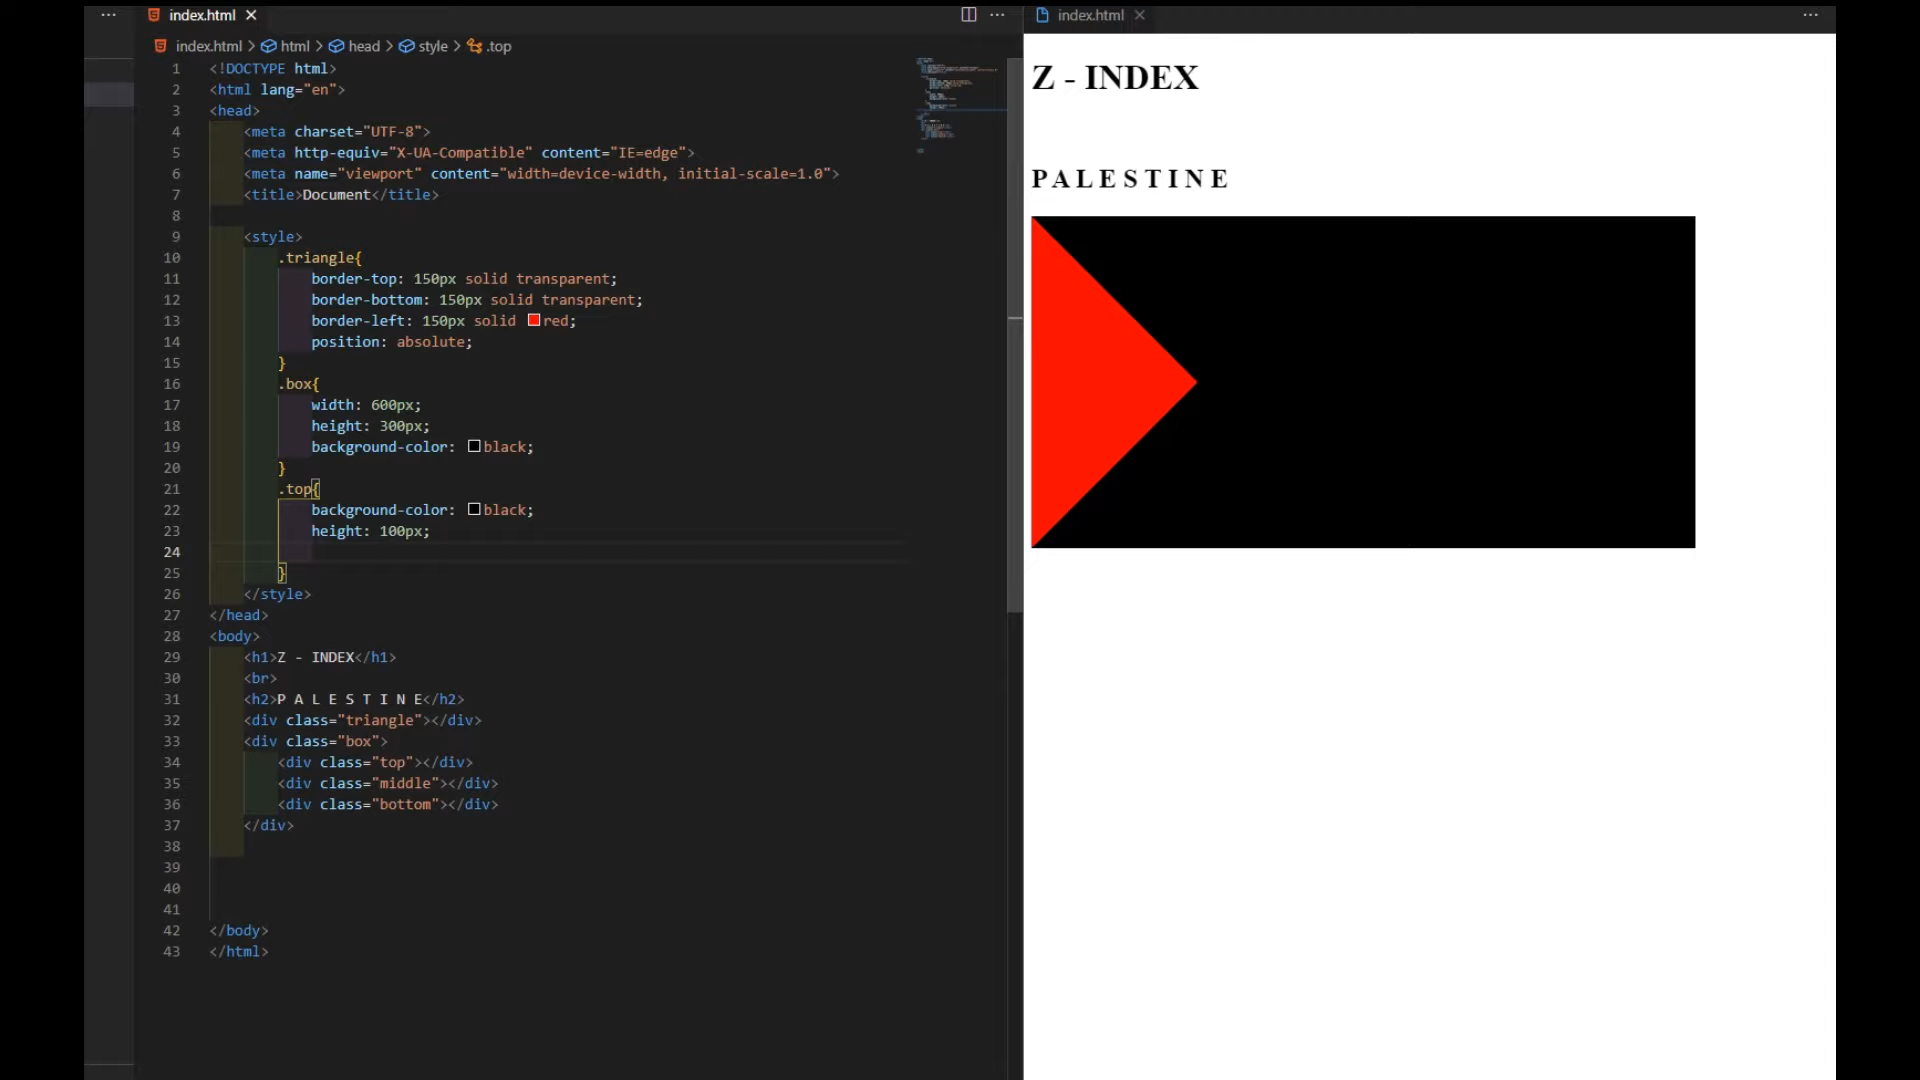 index.html
index.html > html > head > style > .top
1 <!DOCTYPE html>
2 <html lang="en">
3 <head>
4 <meta charset="UTF-8">
5 <meta http-equiv="X-UA-Compatible" content="IE=edge">
6 <meta name="viewport" content="width=device-width, initial-scale=1.0">
7 <title>Document</title>
8
9 <style>
10 .triangle{
11 border-top: 150px solid transparent;
12 border-bottom: 150px solid transparent;
13 border-left: 150px solid red;
14 position: absolute;
15 }
16 .box{
17 width: 600px;
18 height: 300px;
19 background-color: black;
20 }
21 .top{
22 background-color: black;
23 height: 100px;
24
25 }
26 </style>
27 </head>
28 <body>
29 <h1>Z - INDEX</h1>
30 <br>
31 <h2>P A L E S T I N E</h2>
32 <div class="triangle"></div>
33 <div class="box">
34 <div class="top"></div>
35 <div class="middle"></div>
36 <div class="bottom"></div>
37 </div>
38
39
40
41
42 </body>
43 </html>
index.html
Z - INDEX
P A L E S T I N E